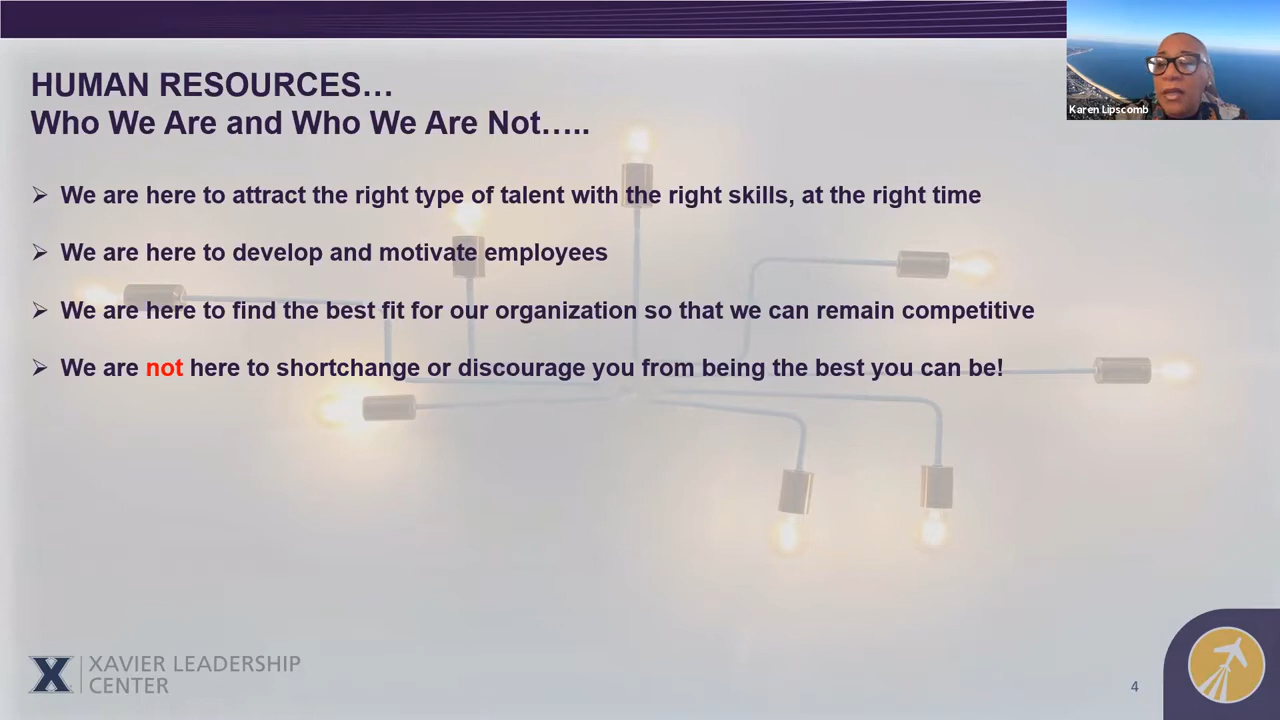 HUMAN RESOURCES…
Who We Are and Who We Are Not…..
We are here to attract the right type of talent with the right skills, at the right time
We are here to develop and motivate employees
We are here to find the best fit for our organization so that we can remain competitive
We are not here to shortchange or discourage you from being the best you can be!
Karen Lipscomb
X XAVIER LEADERSHIP
CENTER
4